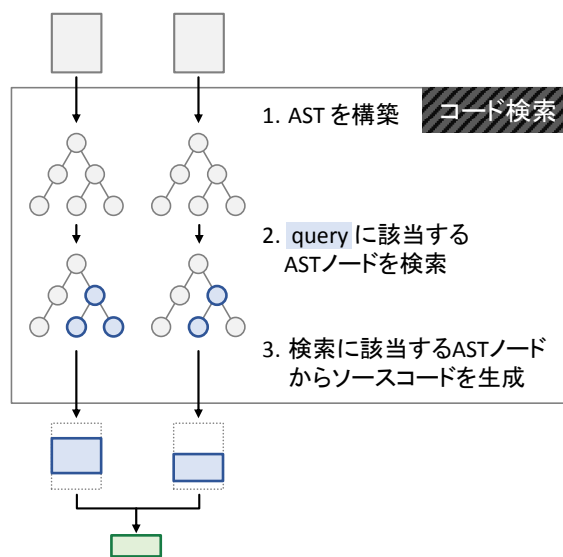 1. AST を構築
コード検索
2. query に該当する
ASTノードを検索
3. 検索に該当するASTノード
からソースコードを生成